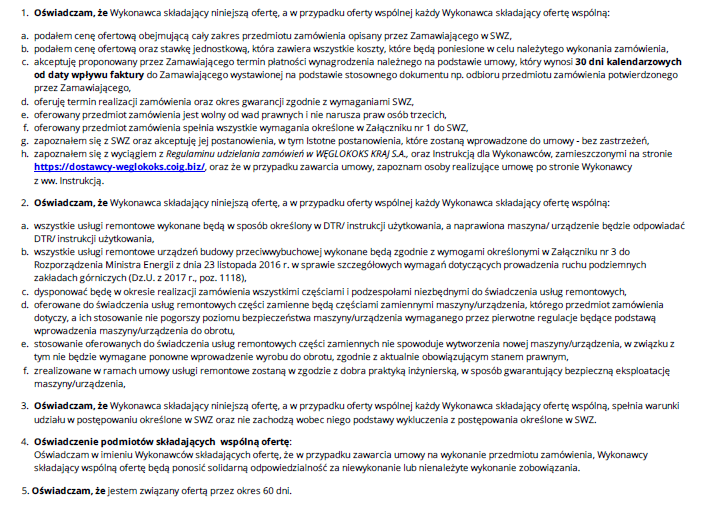 1. Oświadczam, że Wykonawca składający niniejszą ofertę, a w przypadku oferty wspólnej każdy Wykonawca składający ofertę wspólną:
a. podałem cenę ofertową obejmującą cały zakres przedmiotu zamówienia opisany przez Zamawiającego w SWZ,
b. podałem cenę ofertową oraz stawkę jednostkową, która zawiera wszystkie koszty, które będą poniesione w celu należytego wykonania zamówienia,
c. akceptuję proponowany przez Zamawiającego termin płatności wynagrodzenia należnego na podstawie umowy, który wynosi 30 dni kalendarzowych
od daty wpływu faktury do Zamawiającego wystawionej na podstawie stosownego dokumentu np. odbioru przedmiotu zamówienia potwierdzonego
przez Zamawiającego,
d. oferuję termin realizacji zamówienia oraz okres gwarancji zgodnie z wymaganiami SWZ,
e. oferowany przedmiot zamówienia jest wolny od wad prawnych i nie narusza praw osób trzecich,
f. oferowany przedmiot zamówienia spełnia wszystkie wymagania określone w Załączniku nr 1 do SWZ,
g. zapoznałem się z SWZ oraz akceptuję jej postanowienia, w tym Istotne postanowienia, które zostaną wprowadzone do umowy - bez zastrzeżeń,
h. zapoznałem się z wyciągiem z Regulaminu udzielania zamówień w WĘGLOKOKS KRAJ S.A., oraz Instrukcją dla Wykonawców, zamieszczonymi na stronie
https://dostawcy-weglokoks.coig.biz/, oraz że w przypadku zawarcia umowy, zapoznam osoby realizujące umowę po stronie Wykonawcy
z ww. Instrukcją.
2. Oświadczam, że Wykonawca składający niniejszą ofertę, a w przypadku oferty wspólnej każdy Wykonawca składający ofertę wspólną:
a. wszystkie usługi remontowe wykonane będą w sposób określony w DTR/ instrukcji użytkowania, a naprawiona maszyna/ urządzenie będzie odpowiadać
DTR/ instrukcji użytkowania,
b. wszystkie usługi remontowe urządzeń budowy przeciwwybuchowej wykonane będą zgodnie z wymogami określonymi w Załączniku nr 3 do
Rozporządzenia Ministra Energii z dnia 23 listopada 2016 r. w sprawie szczegółowych wymagań dotyczących prowadzenia ruchu podziemnych
zakładach górniczych (Dz.U. z 2017 r., poz. 1118),
c. dysponować będę w okresie realizacji zamówienia wszystkimi częściami i podzespołami niezbędnymi do świadczenia usług remontowych,
d. oferowane do świadczenia usług remontowych części zamienne będą częściami zamiennymi maszyny/urządzenia, którego przedmiot zamówienia
dotyczy, a ich stosowanie nie pogorszy poziomu bezpieczeństwa maszyny/urządzenia wymaganego przez pierwotne regulacje będące podstawą
wprowadzenia maszyny/urządzenia do obrotu,
e. stosowanie oferowanych do świadczenia usług remontowych części zamiennych nie spowoduje wytworzenia nowej maszyny/urządzenia, w związku z
tym nie będzie wymagane ponowne wprowadzenie wyrobu do obrotu, zgodnie z aktualnie obowiązującym stanem prawnym,
f. zrealizowane w ramach umowy usługi remontowe zostaną w zgodzie z dobra praktyką inżynierską, w sposób gwarantujący bezpieczną eksploatację
maszyny/urządzenia,
3. Oświadczam, że Wykonawca składający niniejszą ofertę, a w przypadku oferty wspólnej każdy Wykonawca składający ofertę wspólną, spełnia warunki
udziału w postępowaniu określone w SWZ oraz nie zachodzą wobec niego podstawy wykluczenia z postępowania określone w SWZ.
4. Oświadczenie podmiotów składających wspólną ofertę:
Oświadczam w imieniu Wykonawców składających ofertę, że w przypadku zawarcia umowy na wykonanie przedmiotu zamówienia, Wykonawcy
składający wspólną ofertę będą ponosić solidarną odpowiedzialność za niewykonanie lub nienależyte wykonanie zobowiązania.
5. Oświadczam, że jestem związany ofertą przez okres 60 dni.